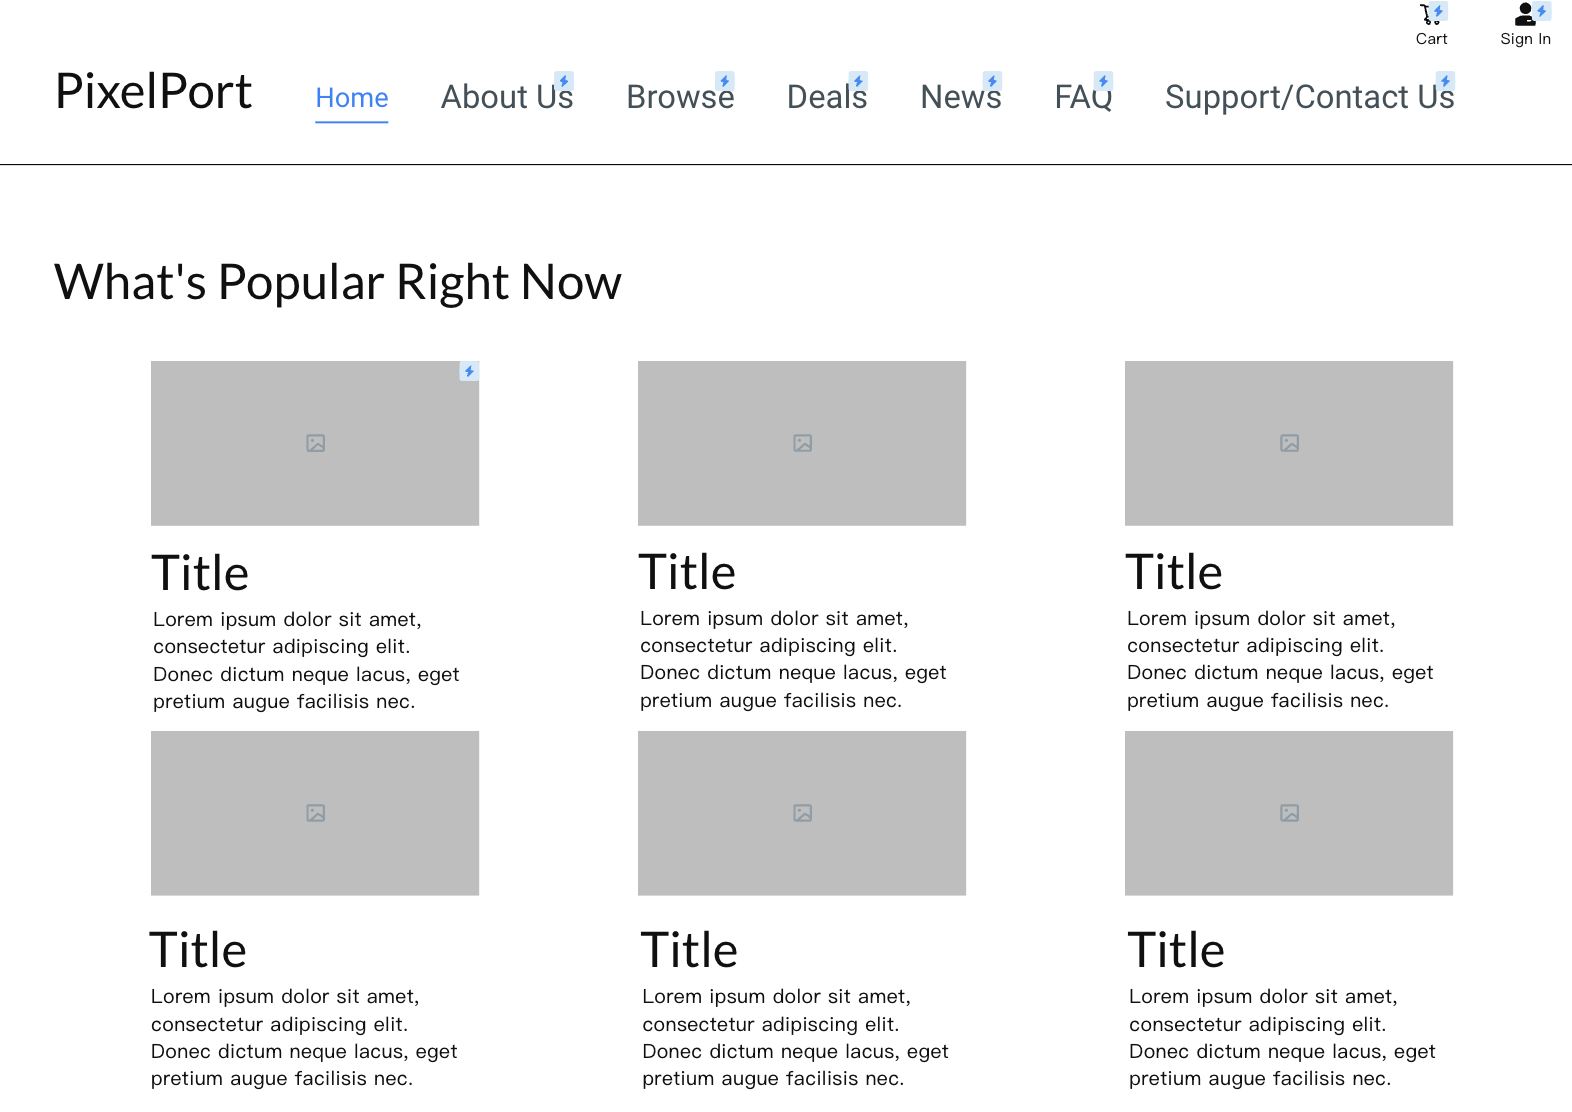 Cart Sign In
PixelPort Home About Us Browse Deals News FAQ Support/Contact Us
What's Popular Right Now
Title
Lorem ipsum dolor sit amet,
consectetur adipiscing elit.
Donec dictum neque lacus, eget
pretium augue facilisis nec.
Title
Lorem ipsum dolor sit amet,
consectetur adipiscing elit.
Donec dictum neque lacus, eget
pretium augue facilisis nec.
Title
Lorem ipsum dolor sit amet,
consectetur adipiscing elit.
Donec dictum neque lacus, eget
pretium augue facilisis nec.
Title
Lorem ipsum dolor sit amet,
consectetur adipiscing elit.
Donec dictum neque lacus, eget
pretium augue facilisis nec.
Title
Lorem ipsum dolor sit amet,
consectetur adipiscing elit.
Donec dictum neque lacus, eget
pretium augue facilisis nec.
Title
Lorem ipsum dolor sit amet,
consectetur adipiscing elit.
Donec dictum neque lacus, eget
pretium augue facilisis nec.